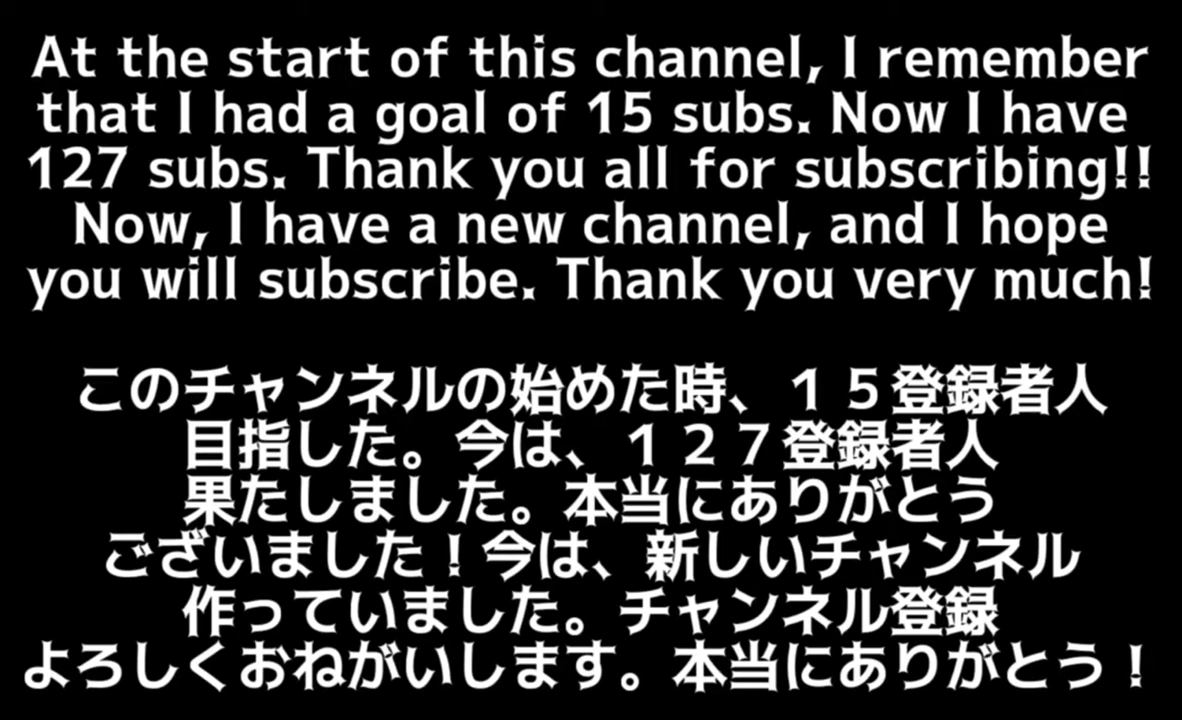 At the start of this channel, I remember
that I had a goal of 15 subs. Now I have
127 subs. Thank you all for subscribing!!
Now, I have a new channel, and I hope
you will subscribe. Thank you very much!
このチャンネルの始めた時、１５登録者人
目指した。今は、１２７登録者人
果たしました。本当にありがとう
ございました！今は、新しいチャンネル
作っていました。チャンネル登録
よろしくおねがいします。本当にありがとう！